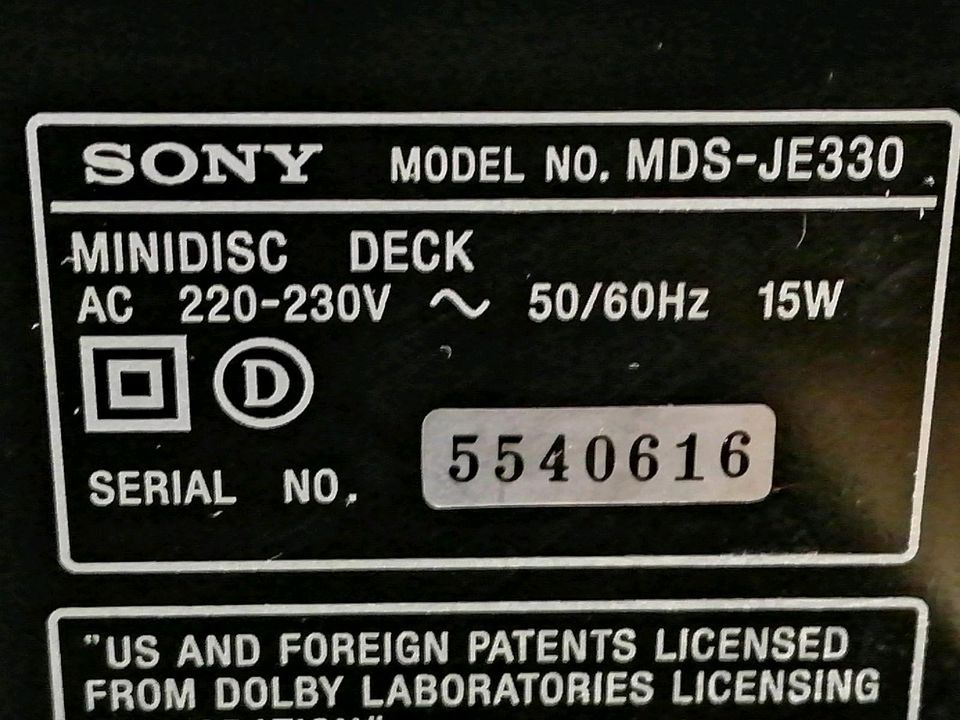 SONY MODEL NO. MDS-JE330
MINIDISC DECK
AC 220-230V ~ 50/60Hz 15W
D
SERIAL NO. 5540616
"US AND FOREIGN PATENTS LICENSED
FROM DOLBY LABORATORIES LICENSING